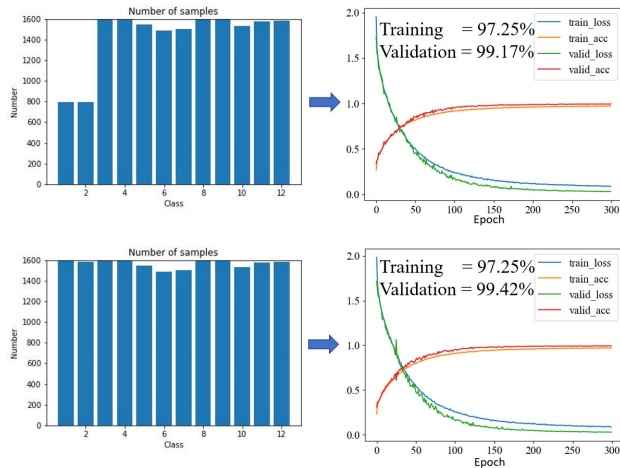 Number of samples
1600
1400
1200
1000
800
600
400
200
0
2 4 6 8 10 12
Class
Number
2.0
1.5
1.0
0.5
0.0
Training = 97.25%
Validation = 99.17%
train_loss
train_acc
valid_loss
valid_acc
0 50 100 150 200 250 300
Epoch
Number of samples
1600
1400
1200
1000
800
600
400
200
0
2 4 6 8 10 12
Class
Number
2.0
1.5
1.0
0.5
0.0
Training = 97.25%
Validation = 99.42%
train_loss
train_acc
valid_loss
valid_acc
0 50 100 150 200 250 300
Epoch